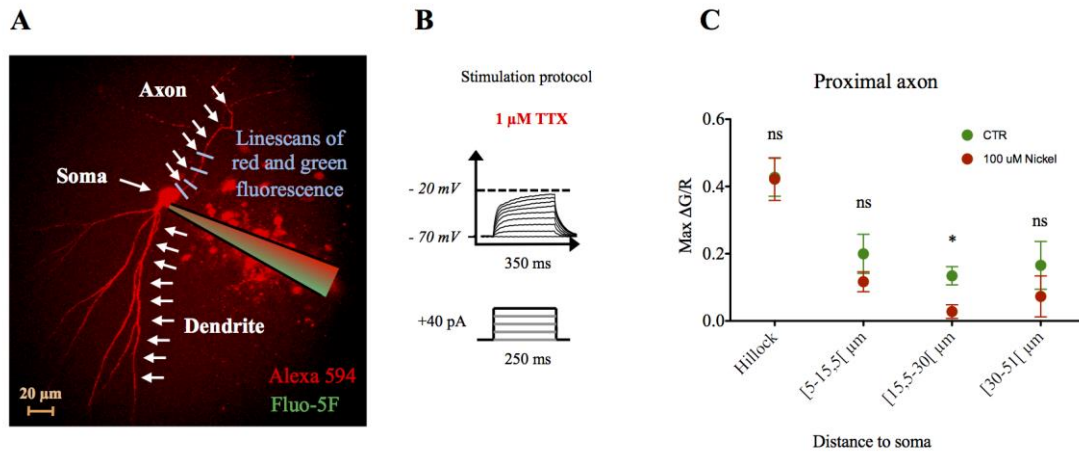 A
Axon
Linescans of
red and green
fluorescence
Soma
Dendrite
Alexa 594
Fluo-5F
20 µm
B
Stimulation protocol
1 µM TTX
- 20 mV
- 70 mV
350 ms
+40 pA
250 ms
C
Proximal axon
CTR
100 uM Nickel
ns
ns
*
ns
Max ΔG/R
0.6
0.4
0.2
0.0
Hillock
[5-15,5[ µm
[15,5-30[ µm
[30-51[ µm
Distance to soma